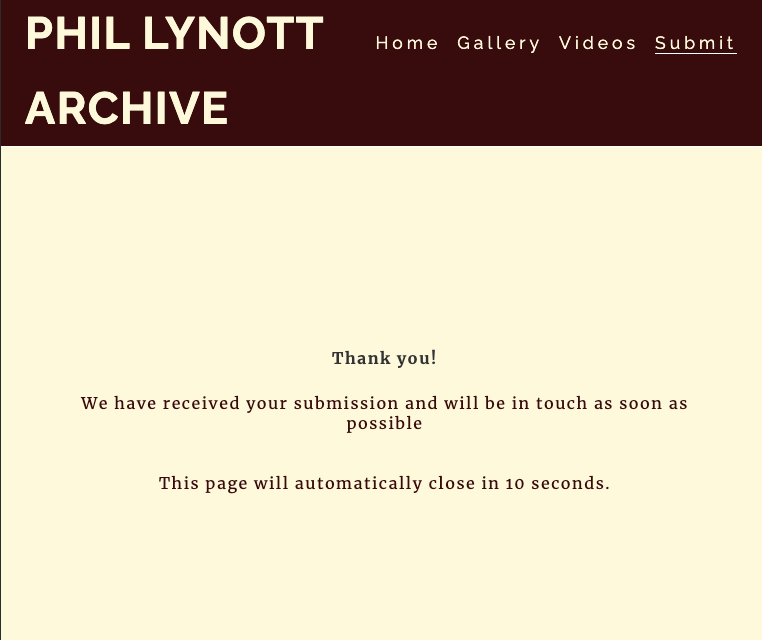 PHIL LYNOTT
ARCHIVE
Home Gallery Videos Submit
Thank you!
We have received your submission and will be in touch as soon as
possible
This page will automatically close in 10 seconds.